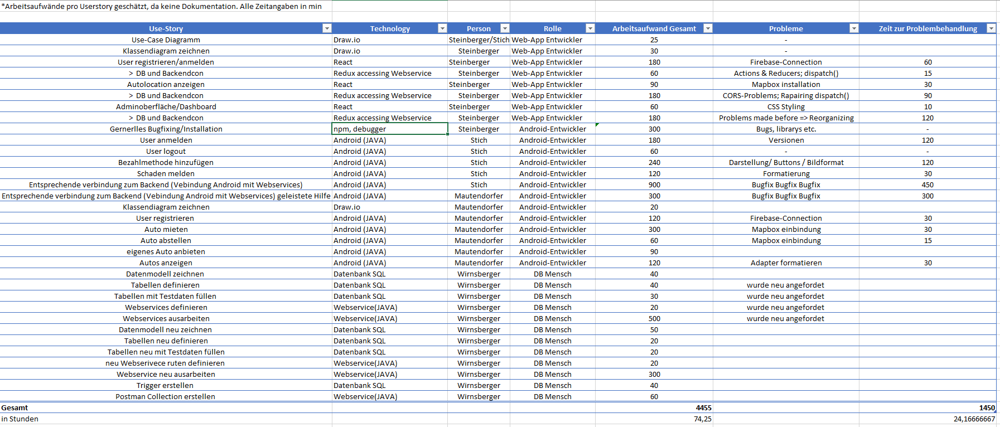 *Arbeitsaufwände pro Userstory geschätzt, da keine Dokumentation. Alle Zeitangaben in min
Use-Story Technology Person Rolle Arbeitsaufwand Gesamt Probleme Zeit zur Problembehandlung
Use-Case Diagramm Draw.io Steinberger/Stich Web-App Entwickler 25 -
Klassendiagram zeichnen Draw.io Steinberger Web-App Entwickler 30 -
User registrieren/anmelden React Steinberger Web-App Entwickler 180 Firebase-Connection 60
> DB und Backendcon Redux accessing Webservice Steinberger Web-App Entwickler 60 Actions & Reducers; dispatch() 15
Autolocation anzeigen React Steinberger Web-App Entwickler 90 Mapbox installation 30
> DB und Backendcon Redux accessing Webservice Steinberger Web-App Entwickler 180 CORS-Problems; Rapairing dispatch() 90
Adminoberfläche/Dashboard React Steinberger Web-App Entwickler 60 CSS Styling 10
> DB und Backendcon Redux accessing Webservice Steinberger Web-App Entwickler 180 Problems made before => Reorganizing 120
Gernerlles Bugfixing/Installation npm, debugger Steinberger Android-Entwickler 300 Bugs, librarys etc. -
User anmelden Android (JAVA) Stich Android-Entwickler 180 Versionen 120
User logout Android (JAVA) Stich Android-Entwickler 60 - -
Bezahlmethode hinzufügen Android (JAVA) Stich Android-Entwickler 240 Darstellung/ Buttons / Bildformat 120
Schaden melden Android (JAVA) Stich Android-Entwickler 120 Formatierung 30
Entsprechende verbindung zum Backend (Vebindung Android mit Webservices) Android (JAVA) Stich Android-Entwickler 900 Bugfix Bugfix Bugfix 450
Entsprechende verbindung zum Backend (Vebindung Android mit Webservices) geleistete Hilfe Android (JAVA) Mautendorfer Android-Entwickler 300 Bugfix Bugfix Bugfix 300
Klassendiagram zeichnen Draw.io Mautendorfer Android-Entwickler 20
User registrieren Android (JAVA) Mautendorfer Android-Entwickler 120 Firebase-Connection 30
Auto mieten Android (JAVA) Mautendorfer Android-Entwickler 300 Mapbox einbindung 30
Auto abstellen Android (JAVA) Mautendorfer Android-Entwickler 60 Mapbox einbindung 15
eigenes Auto anbieten Android (JAVA) Mautendorfer Android-Entwickler 90
Autos anzeigen Android (JAVA) Mautendorfer Android-Entwickler 120 Adapter formatieren 30
Datenmodell zeichnen Datenbank SQL Wirnsberger DB Mensch 40
Tabellen definieren Datenbank SQL Wirnsberger DB Mensch 40 wurde neu angefordet
Tabellen mit Testdaten füllen Datenbank SQL Wirnsberger DB Mensch 30 wurde neu angefordet
Webservices definieren Webservice(JAVA) Wirnsberger DB Mensch 20 wurde neu angefordet
Webservices ausarbeiten Webservice(JAVA) Wirnsberger DB Mensch 500 wurde neu angefordet
Datenmodell neu zeichnen Datenbank SQL Wirnsberger DB Mensch 50
Tabellen neu definieren Datenbank SQL Wirnsberger DB Mensch 20
Tabellen neu mit Testdaten füllen Datenbank SQL Wirnsberger DB Mensch 20
neu Webserivece ruten definieren Webservice(JAVA) Wirnsberger DB Mensch 20
Webservice neu ausarbeiten Webservice(JAVA) Wirnsberger DB Mensch 300
Trigger erstellen Datenbank SQL Wirnsberger DB Mensch 40
Postman Collection erstellen Webservice(JAVA) Wirnsberger DB Mensch 60
Gesamt 4455 1450
in Stunden 74,25 24,16666667